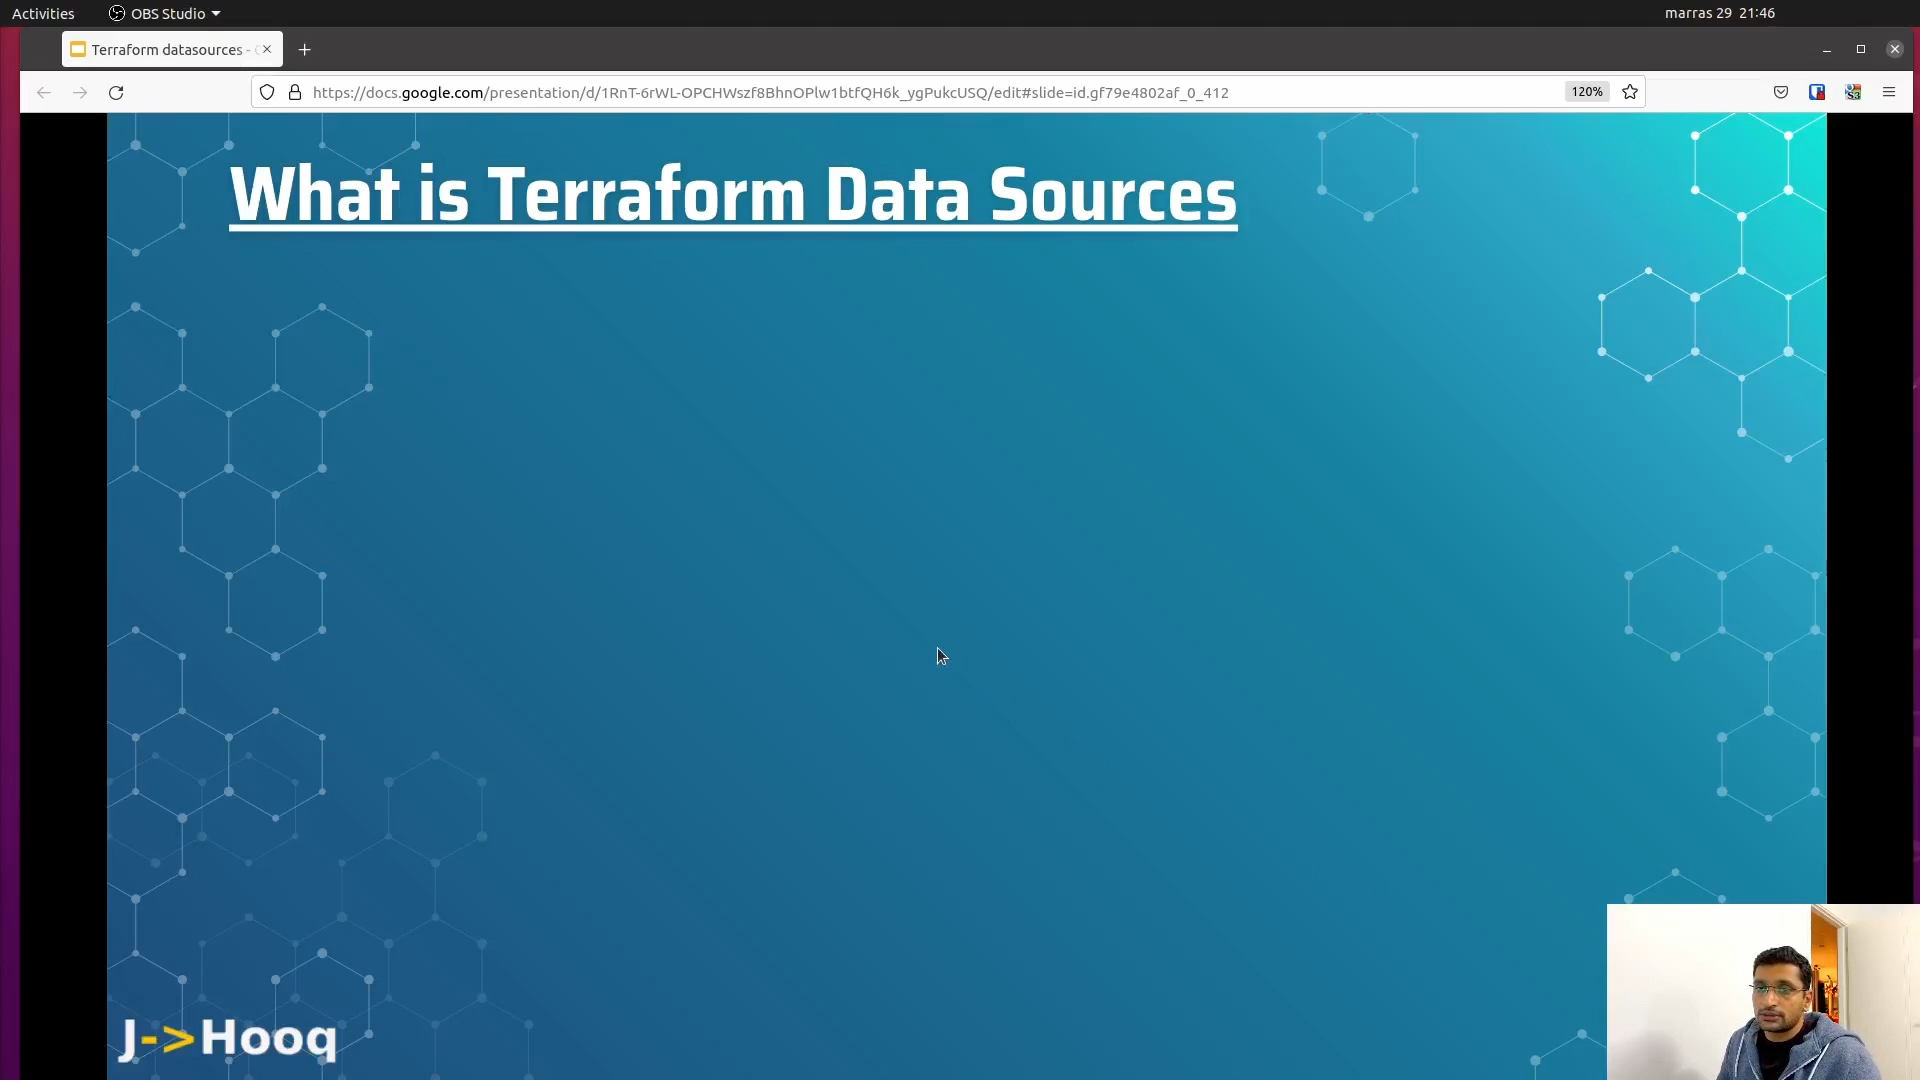 Activities
OBS Studio
marras 29 21:46
Terraform datasources -
https://docs.google.com/presentation/d/1RnT-6rWL-OPCHWszf8BhnOPlw1btfQH6k_ygPukcUSQ/edit#slide=id.gf79e4802af_0_412
120%
What is Terraform Data Sources
J->Hooq